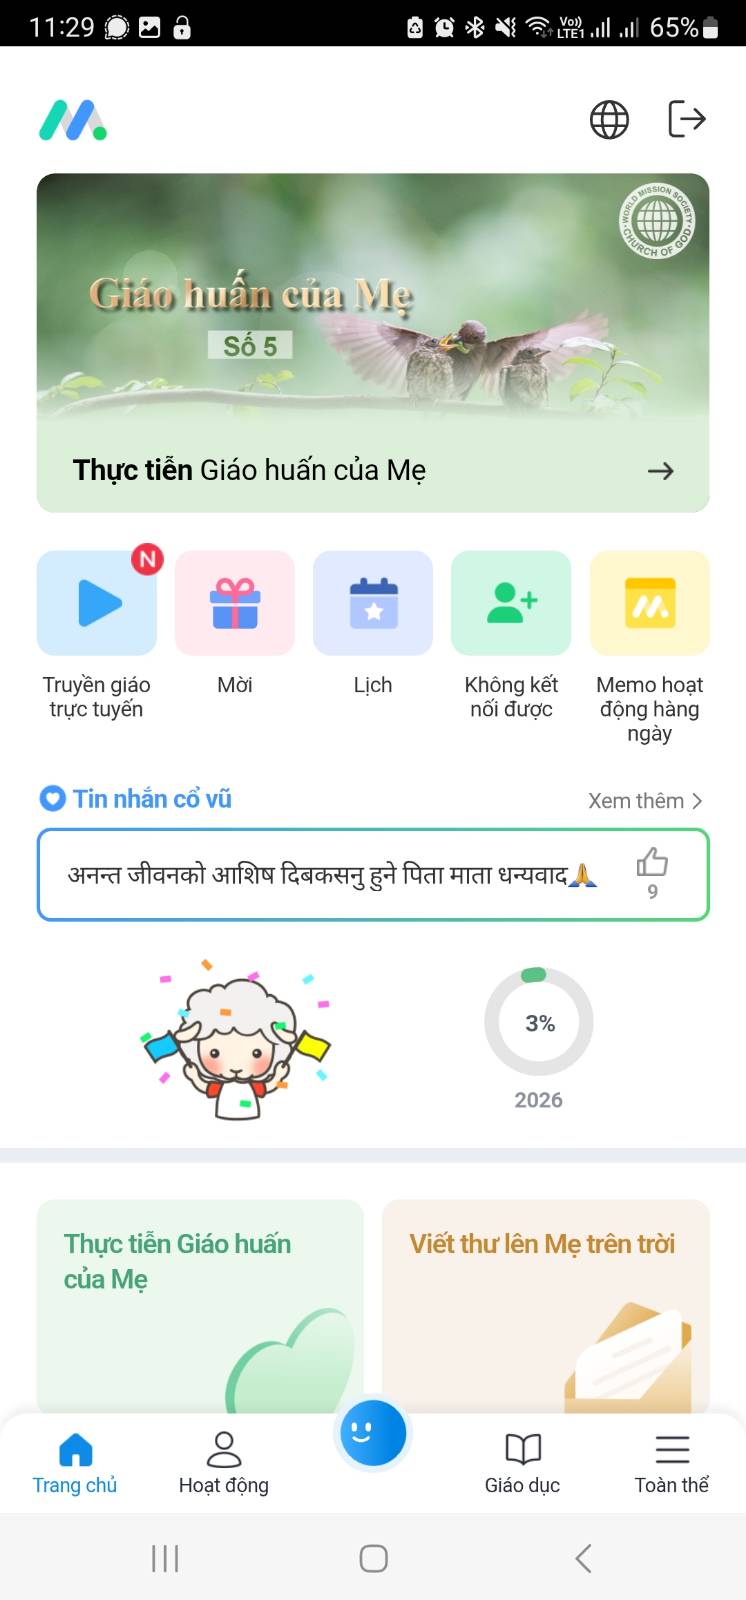 11:29
Vo))
LTE1
65%
WORLD MISSION SOCIETY
CHURCH OF GOD
Giáo huấn của Mẹ
Số 5
Thực tiễn Giáo huấn của Mẹ
N
Truyền giáo trực tuyến
Mời
Lịch
Không kết nối được
Memo hoạt động hàng ngày
Tin nhắn cổ vũ
Xem thêm
अनन्त जीवनको आशिष दिबकसनु हुने पिता माता धन्यवाद🙏
9
3%
2026
Thực tiễn Giáo huấn
của Mẹ
Viết thư lên Mẹ trên trời
Trang chủ
Hoạt động
Giáo dục
Toàn thể